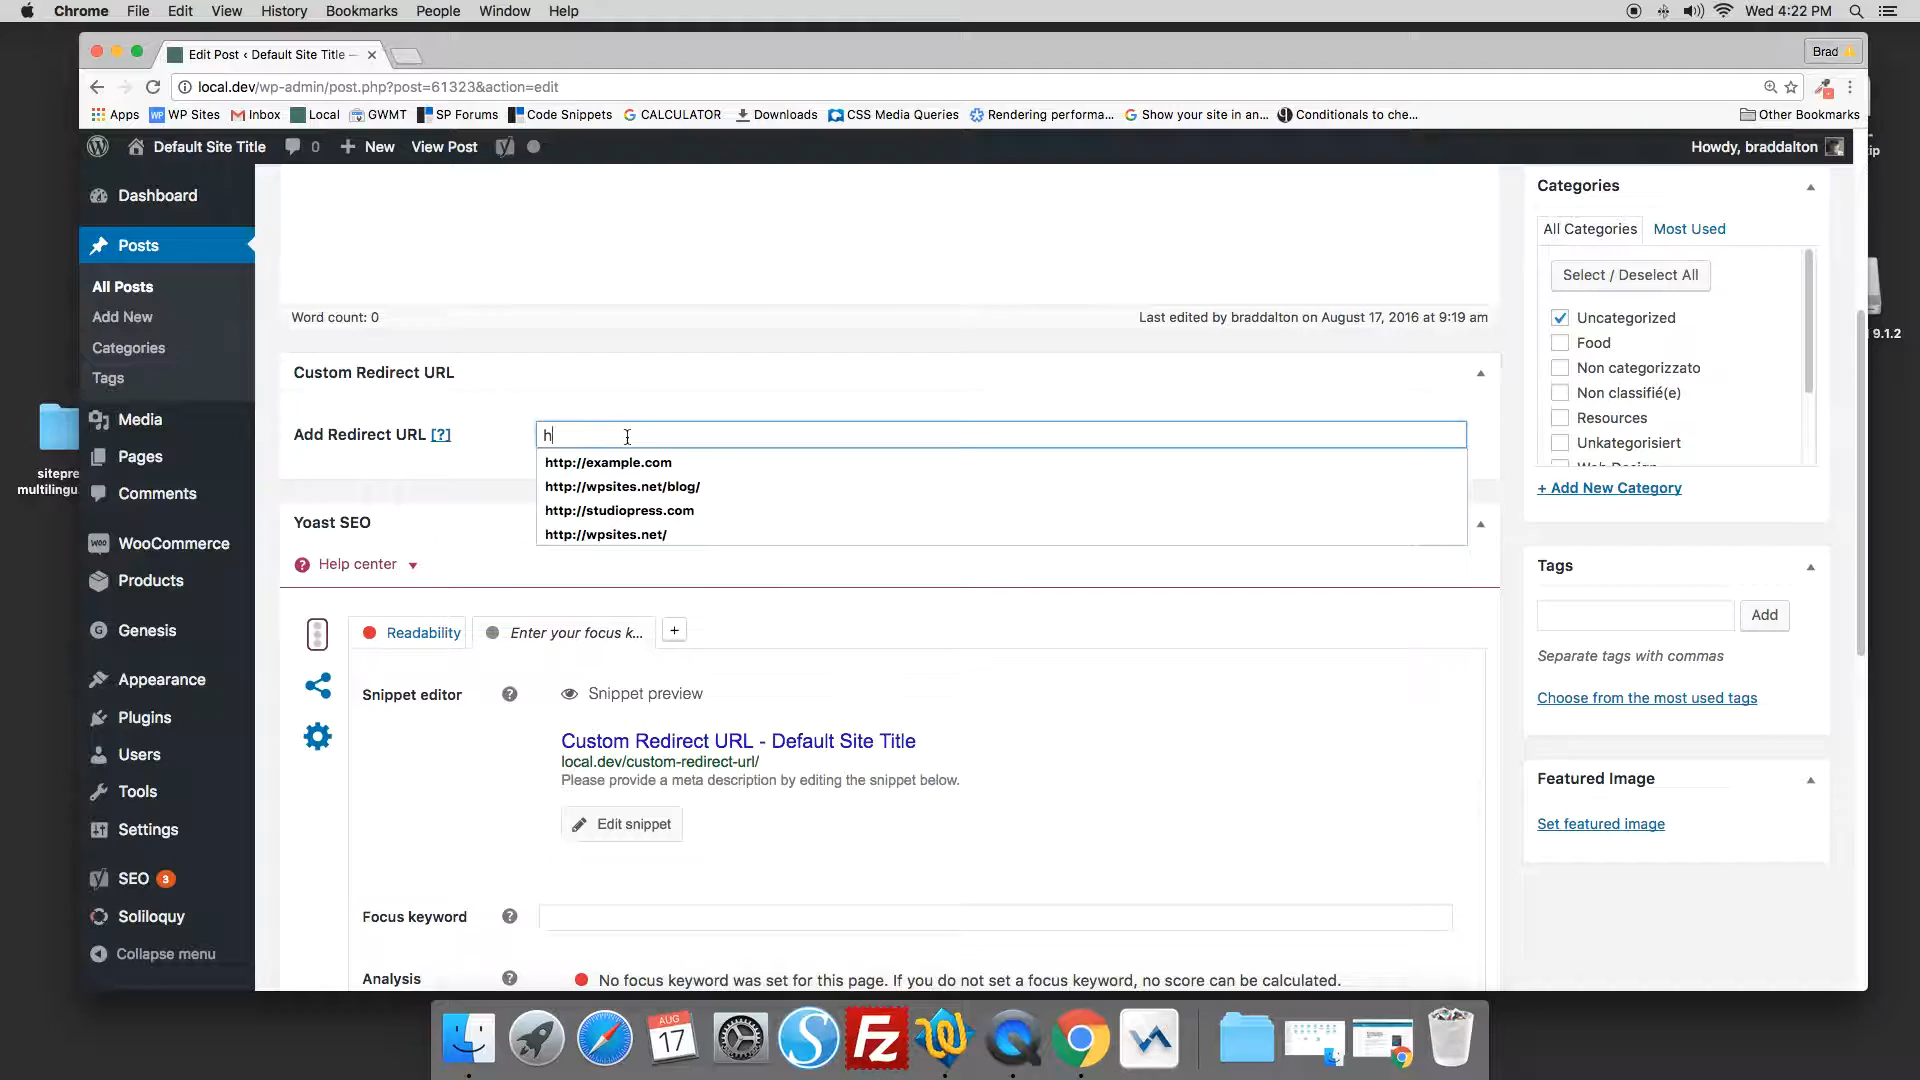 Chrome File Edit View History Bookmarks People Window Help Wed 4:22 PM
Edit Post ‹ Default Site Title — Brad
local.dev/wp-admin/post.php?post=61323&action=edit
Apps WP Sites Inbox Local GWMT SP Forums Code Snippets CALCULATOR Downloads CSS Media Queries Rendering performa... Show your site in an... Conditionals to che... Other Bookmarks
Default Site Title 0 New View Post Howdy, braddalton
Dashboard
Posts
All Posts
Add New
Categories
Tags
Media
Pages
Comments
WooCommerce
Products
Genesis
Appearance
Plugins
Users
Tools
Settings
SEO 3
Soliloquy
Collapse menu
Word count: 0 Last edited by braddalton on August 17, 2016 at 9:19 am
Custom Redirect URL
Add Redirect URL [?] h
http://example.com
http://wpsites.net/blog/
http://studiopress.com
http://wpsites.net/
Yoast SEO
? Help center
Readability Enter your focus k... +
Snippet editor ? Snippet preview
Custom Redirect URL - Default Site Title
local.dev/custom-redirect-url/
Please provide a meta description by editing the snippet below.
Edit snippet
Focus keyword ?
Analysis ? No focus keyword was set for this page. If you do not set a focus keyword, no score can be calculated.
Categories
All Categories Most Used
Select / Deselect All
Uncategorized
Food
Non categorizzato
Non classifié(e)
Resources
Unkategorisiert
Web Design
+ Add New Category
Tags
Add
Separate tags with commas
Choose from the most used tags
Featured Image
Set featured image
sitepre
multilingu
zip
9.1.2
AUG
17